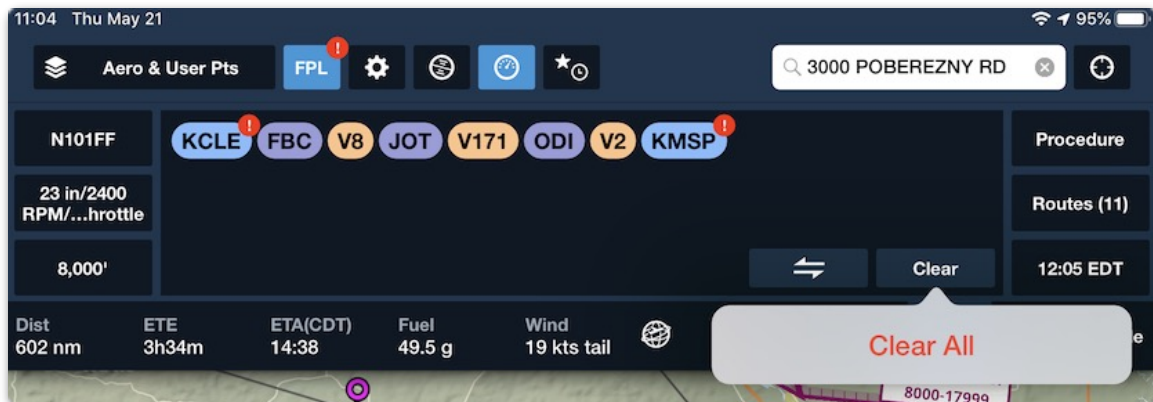 11:04 Thu May 21
95%
Aero & User Pts
FPL
!
3000 POBEREZNY RD
N101FF
KCLE ! FBC V8 JOT V171 ODI V2 KMSP !
Procedure
23 in/2400
RPM/...hrottle
Routes (11)
8,000'
Clear
12:05 EDT
Dist ETE ETA(CDT) Fuel Wind
602 nm 3h34m 14:38 49.5 g 19 kts tail
Clear All
e
8000-17999